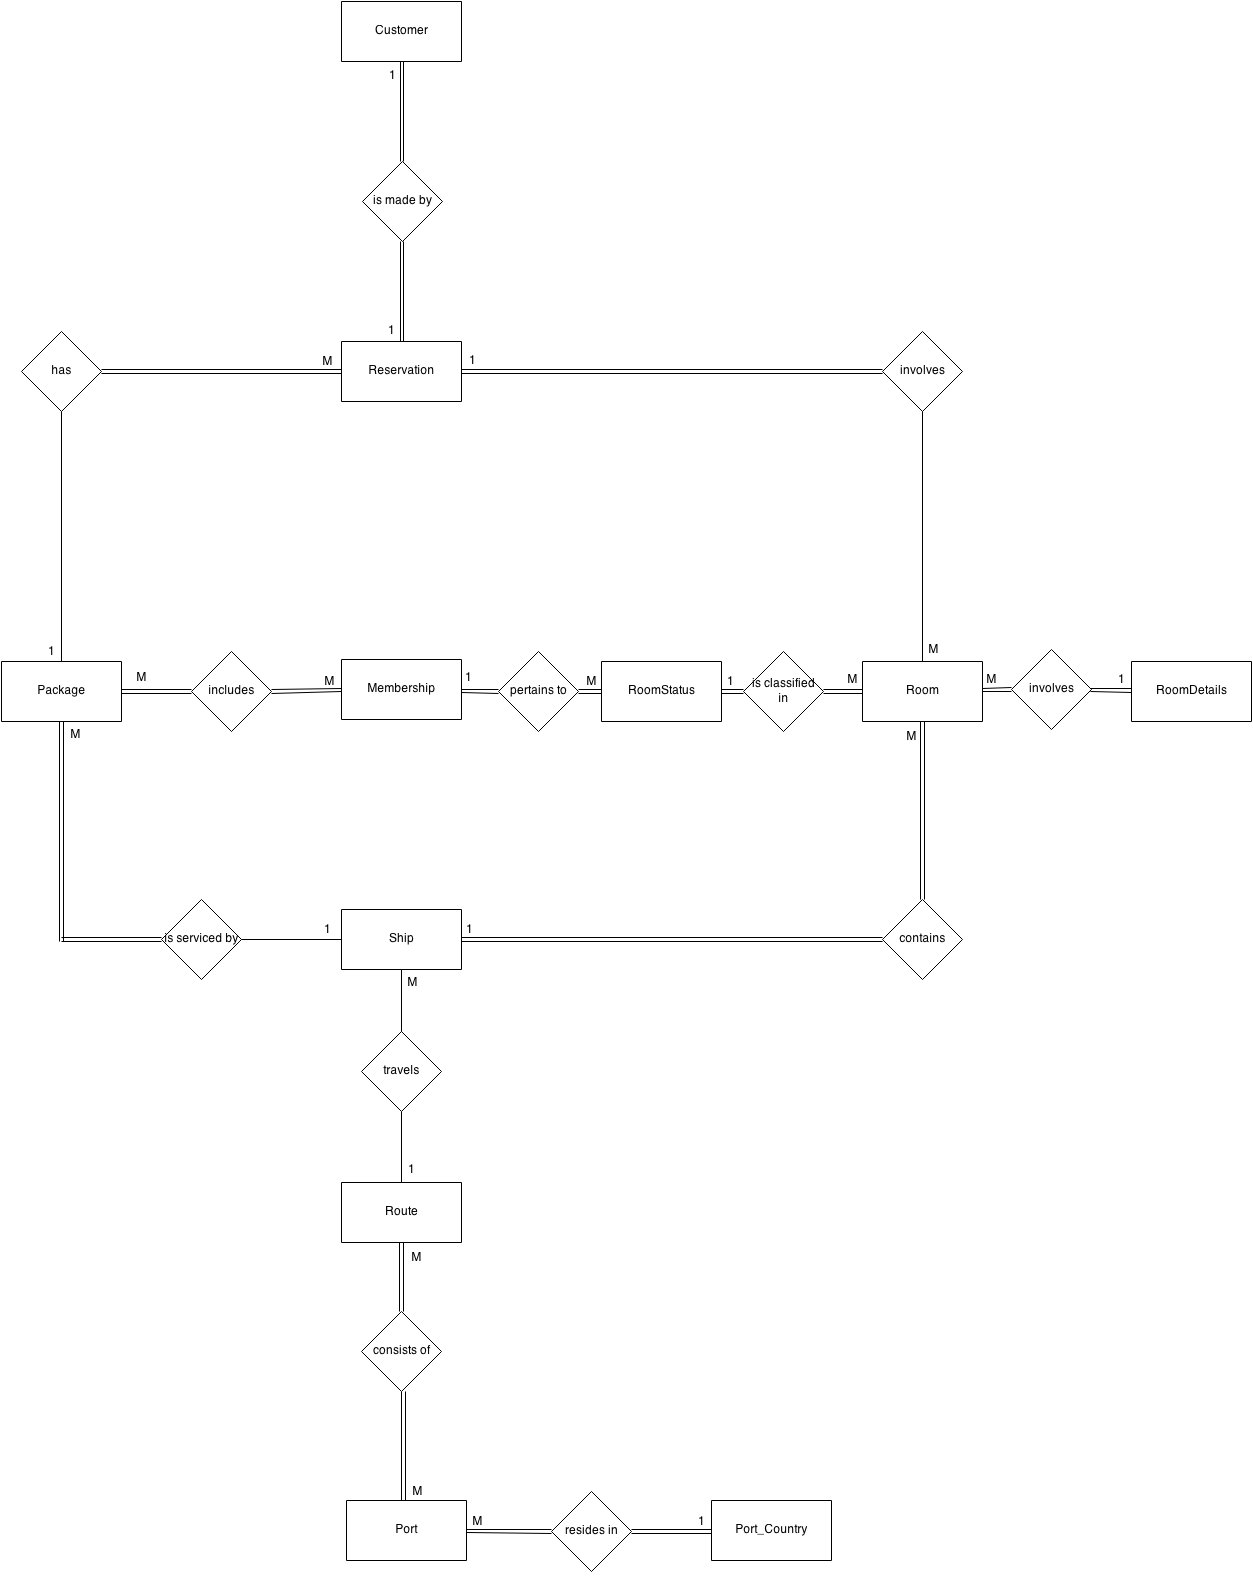 Customer
1
is made by
1
has
M
Reservation
1
involves
1
M
Package
M
includes
M
Membership
1
pertains to
M
RoomStatus
1
is classified
in
M
Room
M
involves
1
RoomDetails
M
M
is serviced by
1
Ship
1
contains
M
travels
1
Route
M
consists of
M
Port
M
resides in
1
Port_Country